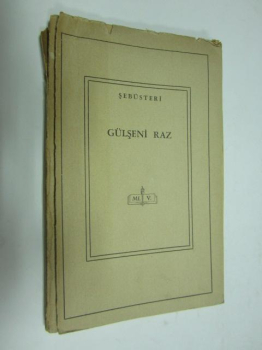 ŞEBÜSTERİ
GÜLŞENİ RAZ
M. V.